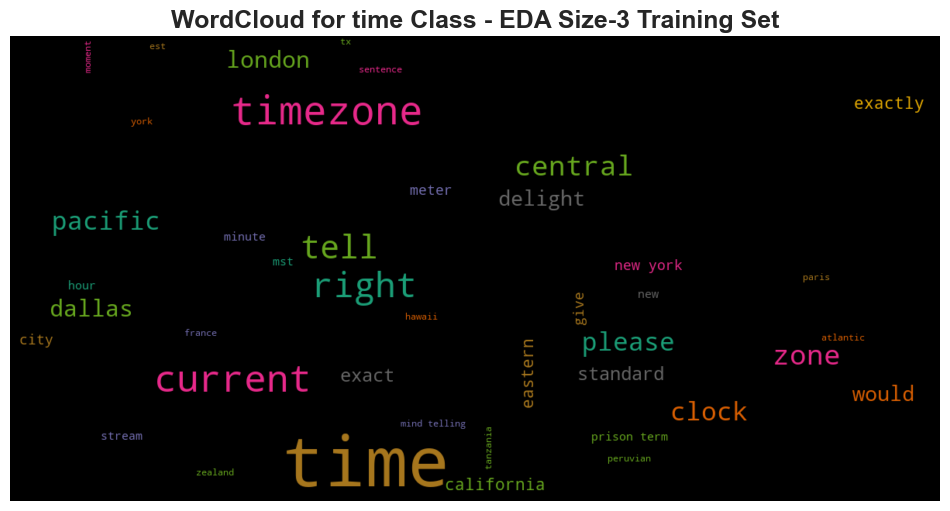 WordCloud for time Class - EDA Size-3 Training Set
moment
est
tx
london
sentence
timezone
exactly
york
central
meter
delight
pacific
minute
tell
mst
new york
right
paris
hour
new
dallas
give
hawaii
city
france
please
atlantic
zone
current
exact
eastern
standard
would
clock
mind telling
stream
tanzania
prison term
time
peruvian
zealand
california